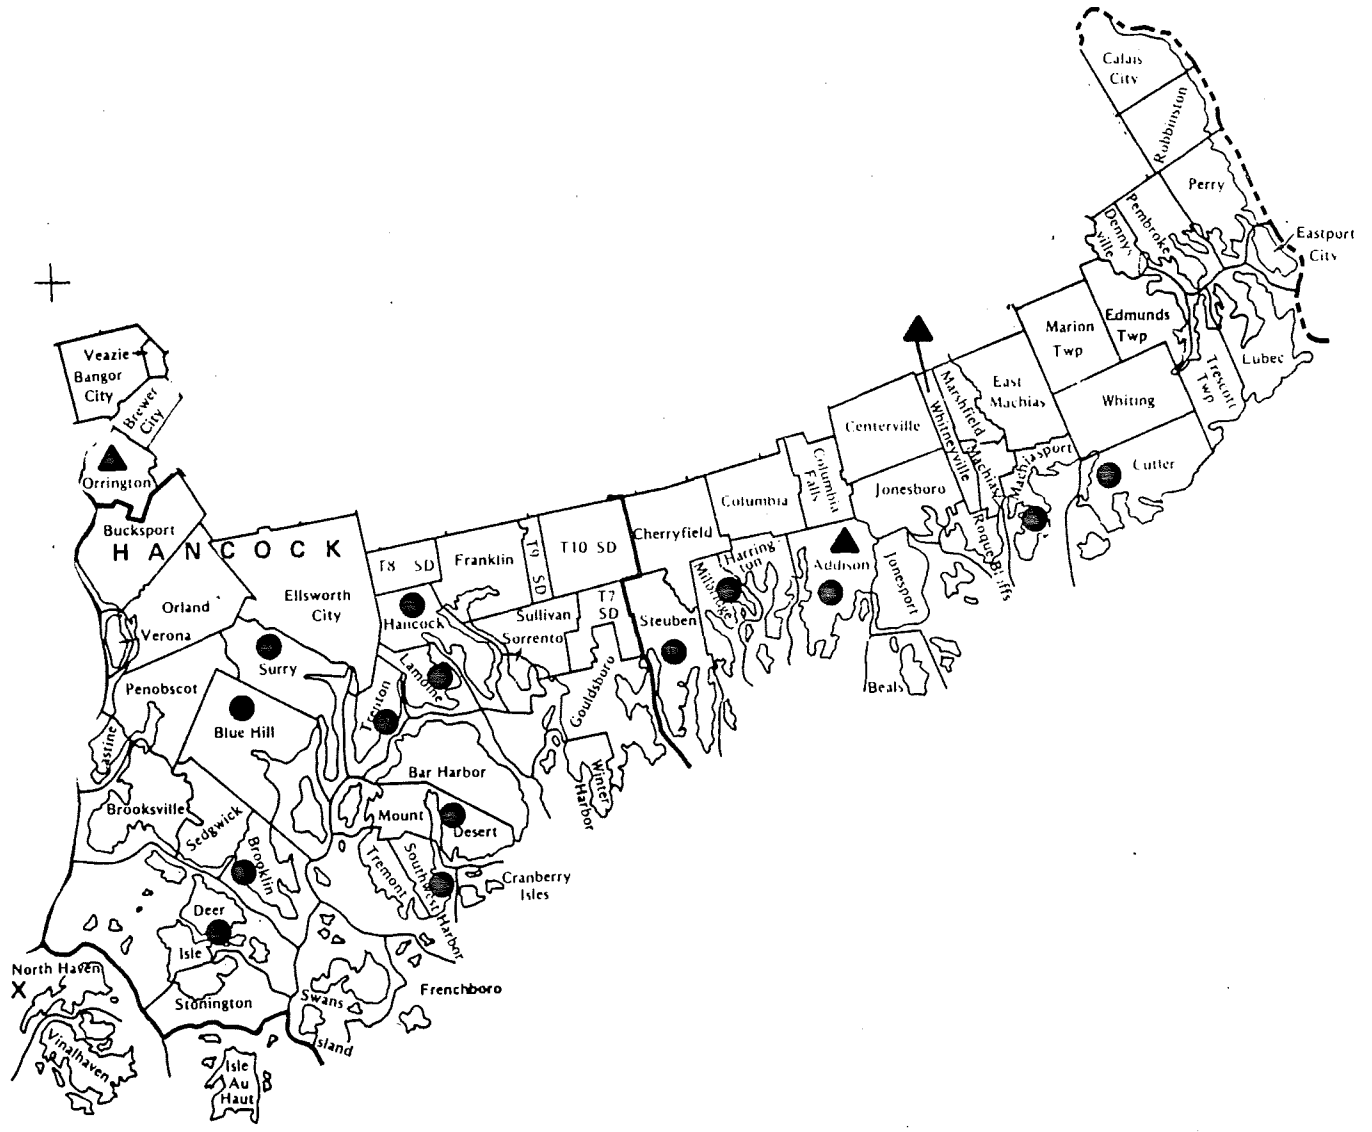 Calais
City
Robbinston
Perry
Pembroke
Dennys
ville
Eastport
City
Edmunds
Twp
Marion
Twp
Lubec
Trescott
Twp
Whiting
Cutler
East
Machias
Marshfield
Whitneyville
Machias
Machiasport
Roque Bluffs
Centerville
Jonesboro
Columbia
Falls
Columbia
Addison
Jonesport
Beals
Harring
ton
Milbridge
Cherryfield
Steuben
T10 SD
T9 SD
T7
SD
Franklin
T8 SD
Sullivan
Sorrento
Gouldsboro
Winter
Harbor
Hancock
Lamoine
Trenton
Ellsworth
City
HANCOCK
Veazie
Bangor
City
Brewer
City
Orrington
Bucksport
Orland
Verona
Surry
Penobscot
Blue Hill
astine
Brooksville
Sedgwick
Brooklin
Bar Harbor
Mount
Desert
Tremont
Southwest Harbor
Cranberry
Isles
Deer
Isle
Stonington
Swans
Island
Frenchboro
North Haven
X
Vinalhaven
Isle
Au
Haut